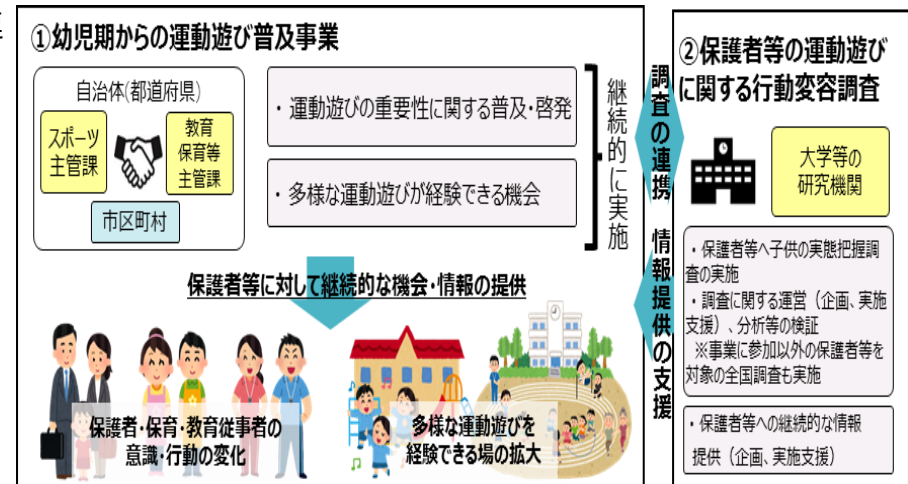 ①幼児期からの運動遊び普及事業
自治体(都道府県)
スポーツ
主管課
教育
保育等
主管課
市区町村
・運動遊びの重要性に関する普及・啓発
・多様な運動遊びが経験できる機会
継続的に実施
保護者等に対して継続的な機会・情報の提供
保護者・保育・教育従事者の
意識・行動の変化
多様な運動遊びを
経験できる場の拡大
調査の連携
情報提供の支援
②保護者等の運動遊び
に関する行動変容調査
大学等の
研究機関
・保護者等へ子供の実態把握調
査の実施
・調査に関する運営（企画、実施
支援）、分析等の検証
※事業に参加以外の保護者等を
対象の全国調査も実施
・保護者等への継続的な情報
提供（企画、実施支援）